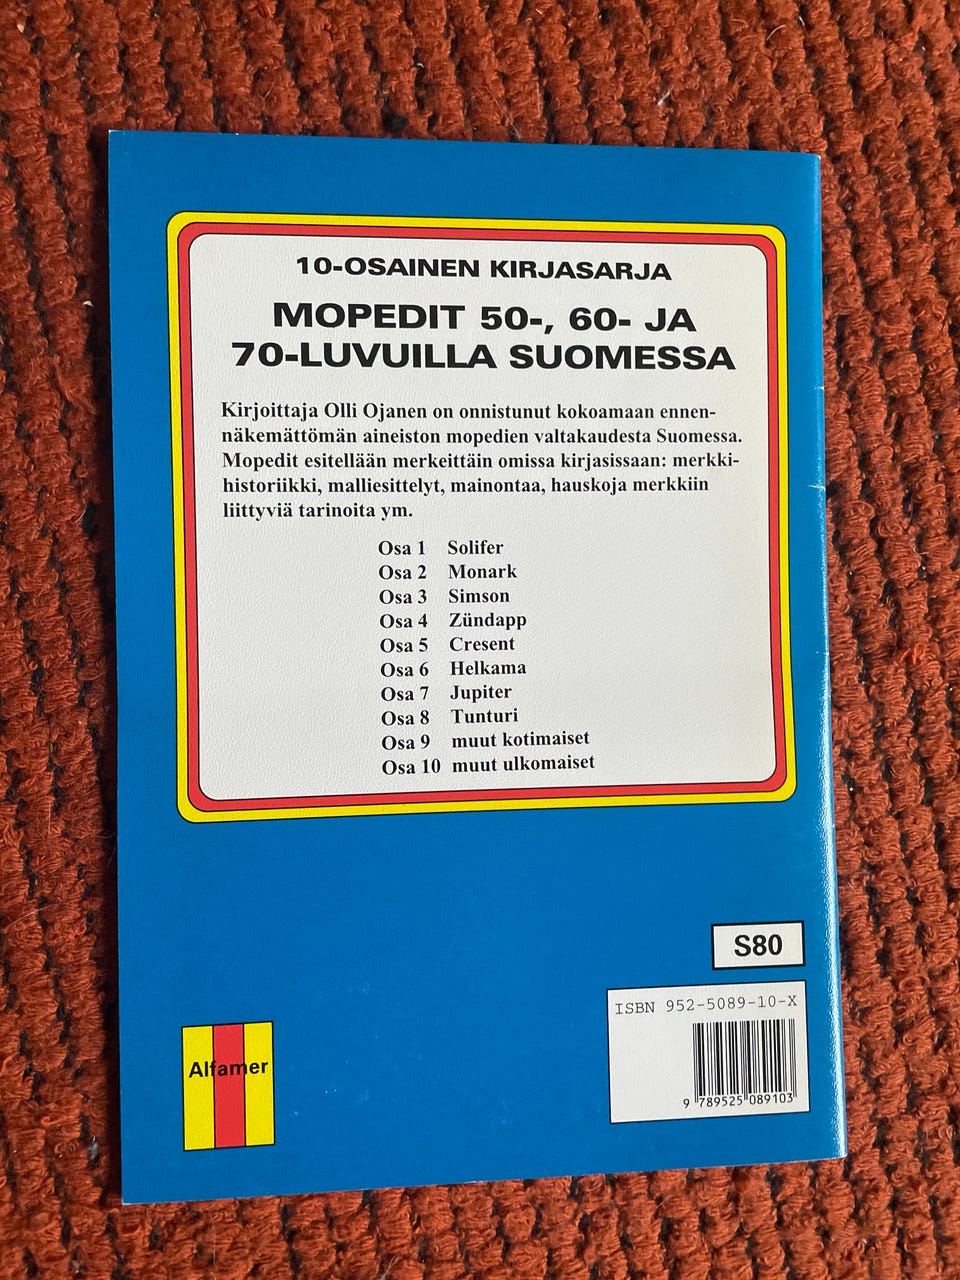 10-OSAINEN KIRJASARJA
MOPEDIT 50-, 60- JA
70-LUVUILLA SUOMESSA
Kirjoittaja Olli Ojanen on onnistunut kokoamaan ennen-
näkemättömän aineiston mopedien valtakaudesta Suomessa.
Mopedit esitellään merkeittäin omissa kirjasissaan: merkki-
historiikki, malliesittelyt, mainontaa, hauskoja merkkiin
liittyviä tarinoita ym.
Osa 1 Solifer
Osa 2 Monark
Osa 3 Simson
Osa 4 Zündapp
Osa 5 Cresent
Osa 6 Helkama
Osa 7 Jupiter
Osa 8 Tunturi
Osa 9 muut kotimaiset
Osa 10 muut ulkomaiset
S80
ISBN 952-5089-10-X
9 789525 089103
Alfamer